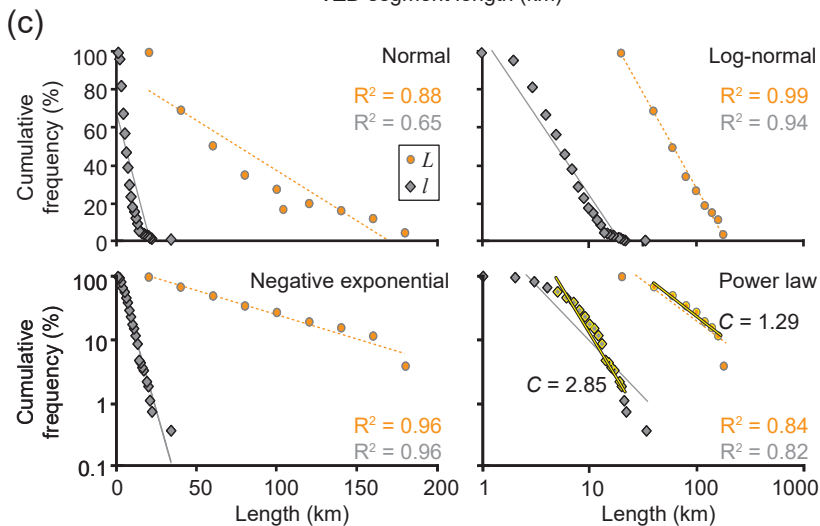 (c)
100
80
60
40
20
0
Cumulative
frequency (%)
Normal
R² = 0.88
R² = 0.65
L
l
Log-normal
R² = 0.99
R² = 0.94
100
10
1
0.1
Cumulative
frequency (%)
Negative exponential
R² = 0.96
R² = 0.96
0 50 100 150 200
Length (km)
Power law
C = 1.29
C = 2.85
R² = 0.84
R² = 0.82
1 10 100 1000
Length (km)